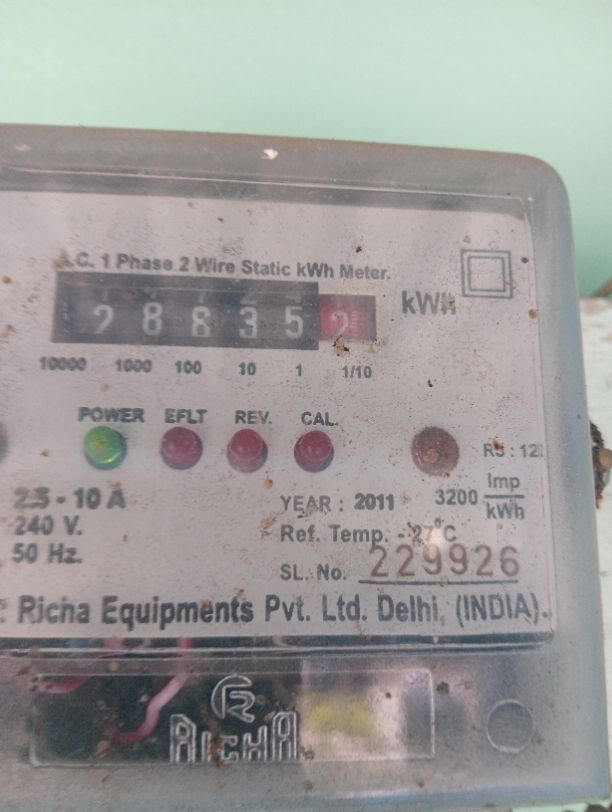 A.C. 1 Phase 2 Wire Static kWh Meter.
2 8 8 3 5 2 kWh
10000 1000 100 10 1 1/10
POWER EFLT REV. CAL.
RS : 12
2.5 - 10 A
240 V.
50 Hz.
YEAR : 2011 3200 Imp/kWh
Ref. Temp. - 27°C
SL. No. 229926
: Richa Equipments Pvt. Ltd. Delhi, (INDIA).
RICHA